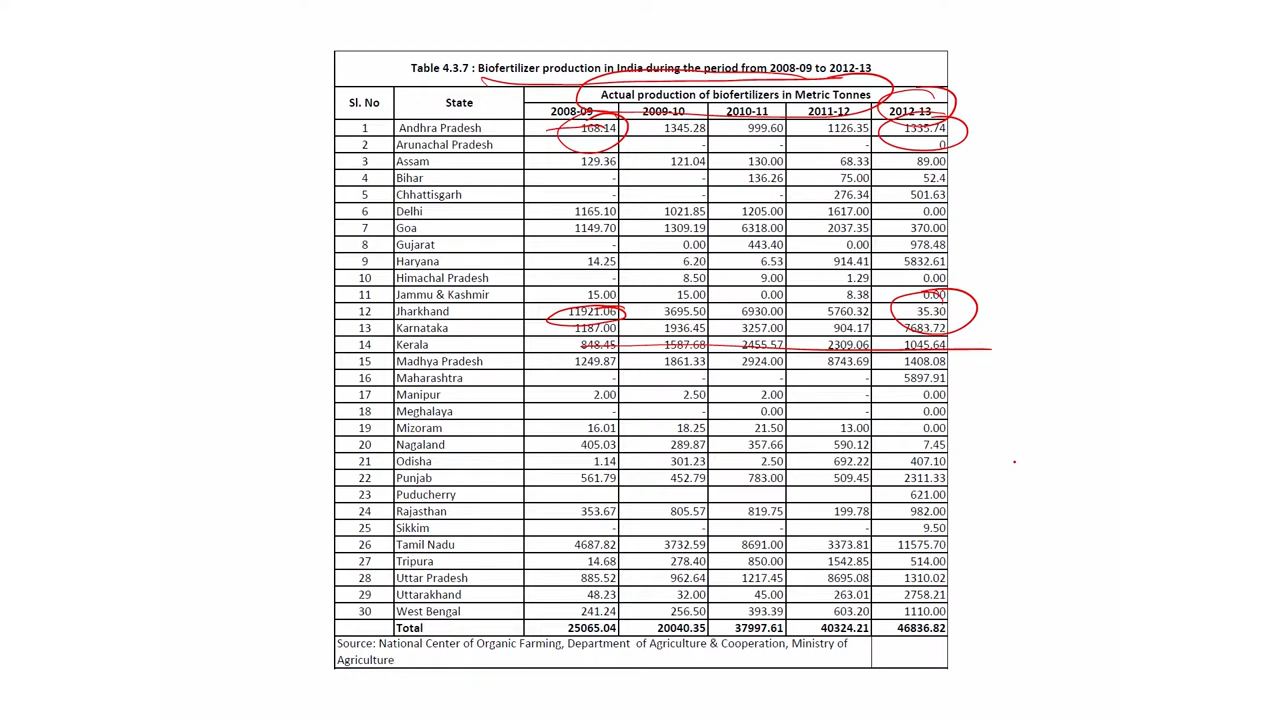 Table 4.3.7 : Biofertilizer production in India during the period from 2008-09 to 2012-13
Sl. No State Actual production of biofertilizers in Metric Tonnes
2008-09 2009-10 2010-11 2011-12 2012-13
1 Andhra Pradesh 168.14 1345.28 999.60 1126.35 1335.74
2 Arunachal Pradesh - - - - 0
3 Assam 129.36 121.04 130.00 68.33 89.00
4 Bihar - - 136.26 75.00 52.4
5 Chhattisgarh - - - 276.34 501.63
6 Delhi 1165.10 1021.85 1205.00 1617.00 0.00
7 Goa 1149.70 1309.19 6318.00 2037.35 370.00
8 Gujarat - 0.00 443.40 0.00 978.48
9 Haryana 14.25 6.20 6.53 914.41 5832.61
10 Himachal Pradesh - 8.50 9.00 1.29 0.00
11 Jammu & Kashmir 15.00 15.00 0.00 8.38 0.00
12 Jharkhand 11921.06 3695.50 6930.00 5760.32 35.30
13 Karnataka 1187.00 1936.45 3257.00 904.17 7683.72
14 Kerala 848.45 1587.68 2455.57 2309.06 1045.64
15 Madhya Pradesh 1249.87 1861.33 2924.00 8743.69 1408.08
16 Maharashtra - - - - 5897.91
17 Manipur 2.00 2.50 2.00 - 0.00
18 Meghalaya - - 0.00 - 0.00
19 Mizoram 16.01 18.25 21.50 13.00 0.00
20 Nagaland 405.03 289.87 357.66 590.12 7.45
21 Odisha 1.14 301.23 2.50 692.22 407.10
22 Punjab 561.79 452.79 783.00 509.45 2311.33
23 Puducherry 621.00
24 Rajasthan 353.67 805.57 819.75 199.78 982.00
25 Sikkim - - - - 9.50
26 Tamil Nadu 4687.82 3732.59 8691.00 3373.81 11575.70
27 Tripura 14.68 278.40 850.00 1542.85 514.00
28 Uttar Pradesh 885.52 962.64 1217.45 8695.08 1310.02
29 Uttarakhand 48.23 32.00 45.00 263.01 2758.21
30 West Bengal 241.24 256.50 393.39 603.20 1110.00
Total 25065.04 20040.35 37997.61 40324.21 46836.82
Source: National Center of Organic Farming, Department of Agriculture & Cooperation, Ministry of
Agriculture